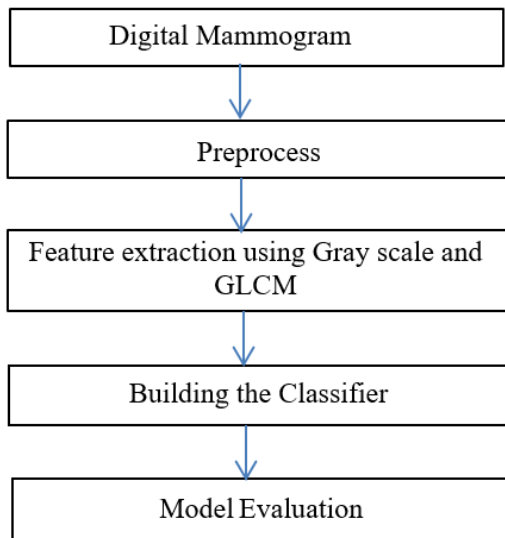 Digital Mammogram
Preprocess
Feature extraction using Gray scale and
GLCM
Building the Classifier
Model Evaluation